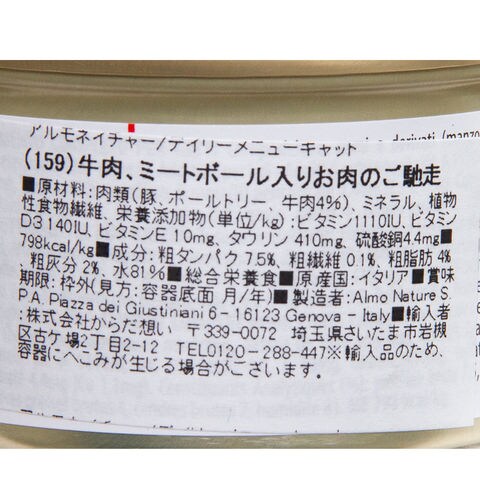 アルモネイチャー/デイリーメニューキャット
derivati (manzo
(159)牛肉、ミートボール入りお肉のご馳走
■原材料:肉類(豚、ポールトリー、牛肉4%)、ミネラル、植物
性食物繊維、栄養添加物(単位/kg):ビタミン1110IU、ビタミン
D3 140IU、ビタミンE 10mg、タウリン 410mg、硫酸銅4.4mg■
798kcal/kg■成分:粗タンパク 7.5%、粗繊維 0.1%、粗脂肪 4%
、粗灰分 2%、水81%■総合栄養食■原産国:イタリア■賞味
期限:枠外(見方:容器底面 月/年)■製造者:Almo Nature S.
P.A. Piazza dei Giustiniani 6 - 16123 Genova - Italy■輸入者
:株式会社からだ想い 〒339-0072 埼玉県さいたま市岩槻
区古ケ場2丁目2-12 TEL0120-288-447※輸入品のため、
容器にへこみが生じる場合がございます。